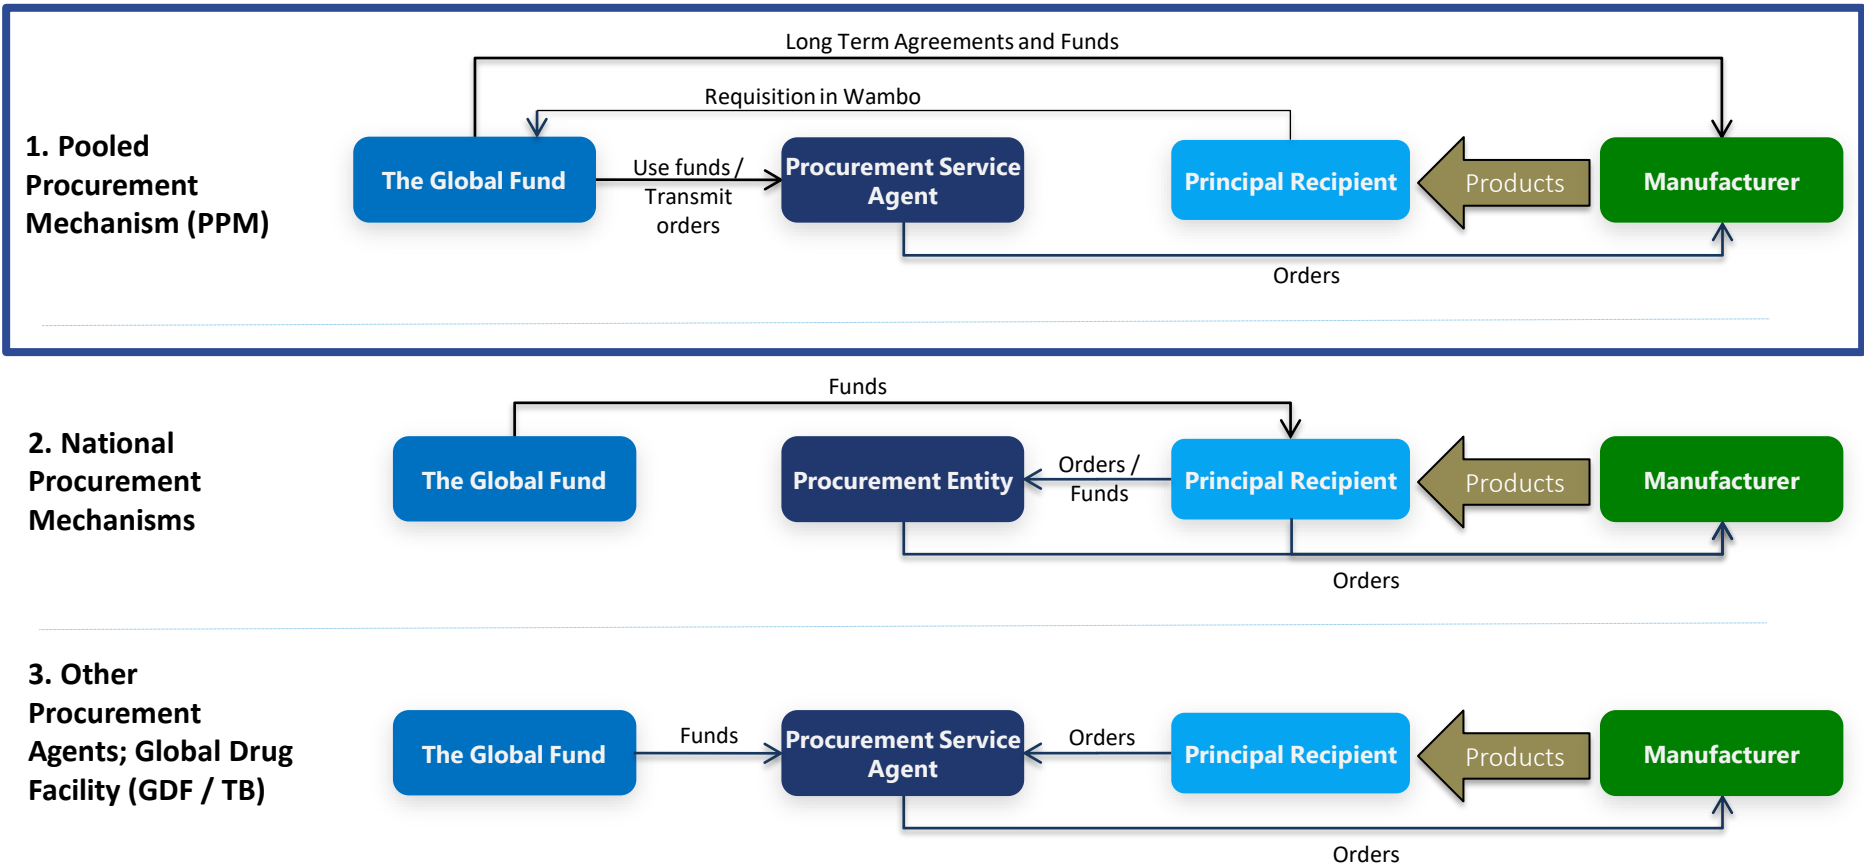 Long Term Agreements and Funds
Requisition in Wambo
1. Pooled
Procurement
Mechanism (PPM)
The Global Fund
Use funds /
Transmit
orders
Procurement Service
Agent
Principal Recipient
Products
Manufacturer
Orders
Funds
2. National
Procurement
Mechanisms
The Global Fund
Procurement Entity
Orders /
Funds
Principal Recipient
Products
Manufacturer
Orders
3. Other
Procurement
Agents; Global Drug
Facility (GDF / TB)
The Global Fund
Funds
Procurement Service
Agent
Orders
Principal Recipient
Products
Manufacturer
Orders